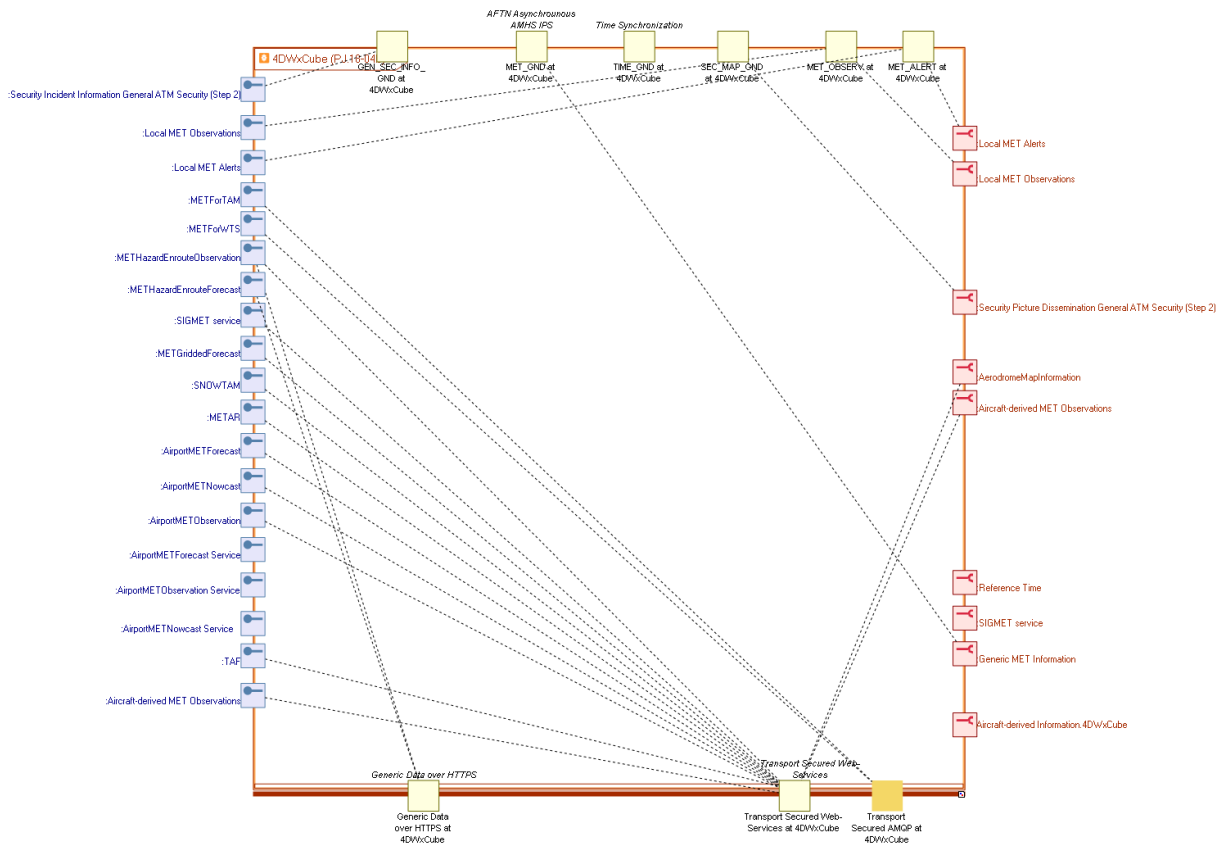 AFTN Asynchrounous
AMHS IPS
Time Synchronization
4DWxCube
GEN_SEC_INFO_
GND at
4DWxCube
MET_GND at
4DWxCube
TIME_GND at
4DWxCube
SEC_MAP_GND
at 4DWxCube
MET_OBSERV. at
4DWxCube
MET_ALERT at
4DWxCube
:Security Incident Information General ATM Security (Step 2)
:Local MET Observations
:Local MET Alerts
:METForTAM
:METForWTS
:METHazardEnrouteObservation
:METHazardEnrouteForecast
:SIGMET service
:METGriddedForecast
:SNOWTAM
:METAR
:AirportMETForecast
:AirportMETNowcast
:AirportMETObservation
:AirportMETForecast Service
:AirportMETObservation Service
:AirportMETNowcast Service
:TAF
:Aircraft-derived MET Observations
:Local MET Alerts
:Local MET Observations
:Security Picture Dissemination General ATM Security (Step 2)
:AerodromeMapInformation
:Aircraft-derived MET Observations
:Reference Time
:SIGMET service
:Generic MET Information
:Aircraft-derived Information.4DWxCube
Generic Data over HTTPS
Transport Secured Web-
Services
Generic Data
over HTTPS at
4DWxCube
Transport Secured Web-
Services at 4DWxCube
Transport
Secured AMQP at
4DWxCube